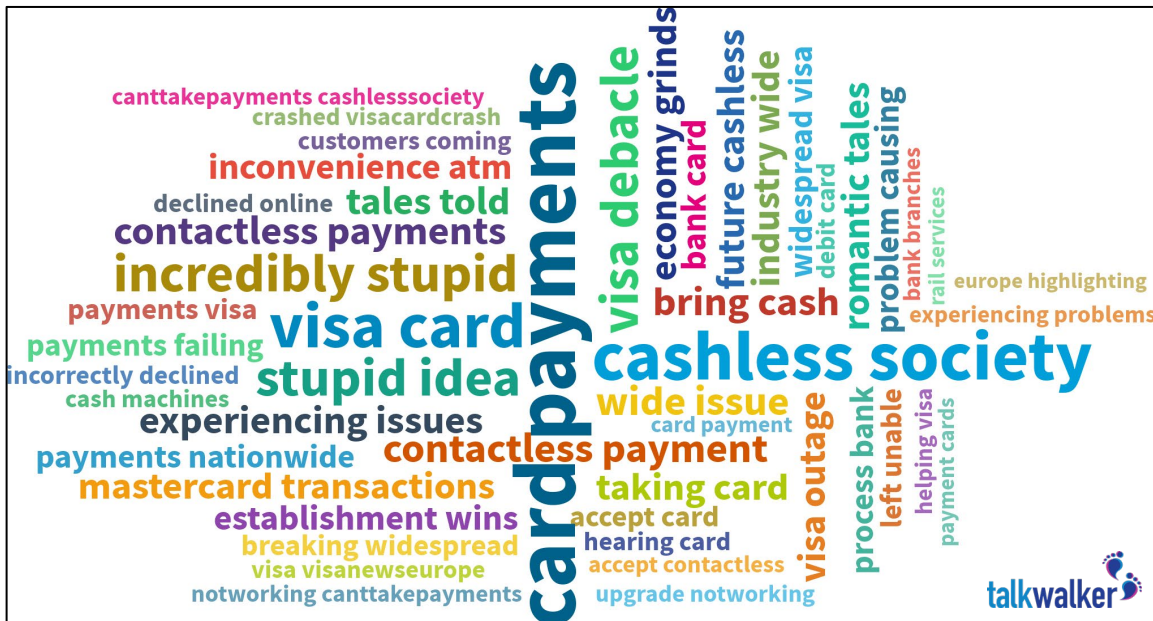 canttakepayments cashlesssociety
crashed visacardcrash
customers coming
inconvenience atm
declined online
tales told
contactless payments
incredibly stupid
payments visa
visa card
payments failing
incorrectly declined
stupid idea
cash machines
experiencing issues
contactless payment
payments nationwide
mastercard transactions
establishment wins
breaking widespread
visa visanewseurope
notworking canttakepayments
card payments
visa debacle
economy grinds
bank card
future cashless
industry wide
widespread visa
debit card
romantic tales
problem causing
bank branches
rail services
europe highlighting
bring cash
experiencing problems
cashless society
wide issue
card payment
taking card
accept card
hearing card
accept contactless
upgrade notworking
visa outage
process bank
left unable
helping visa
payment cards
talkwalker